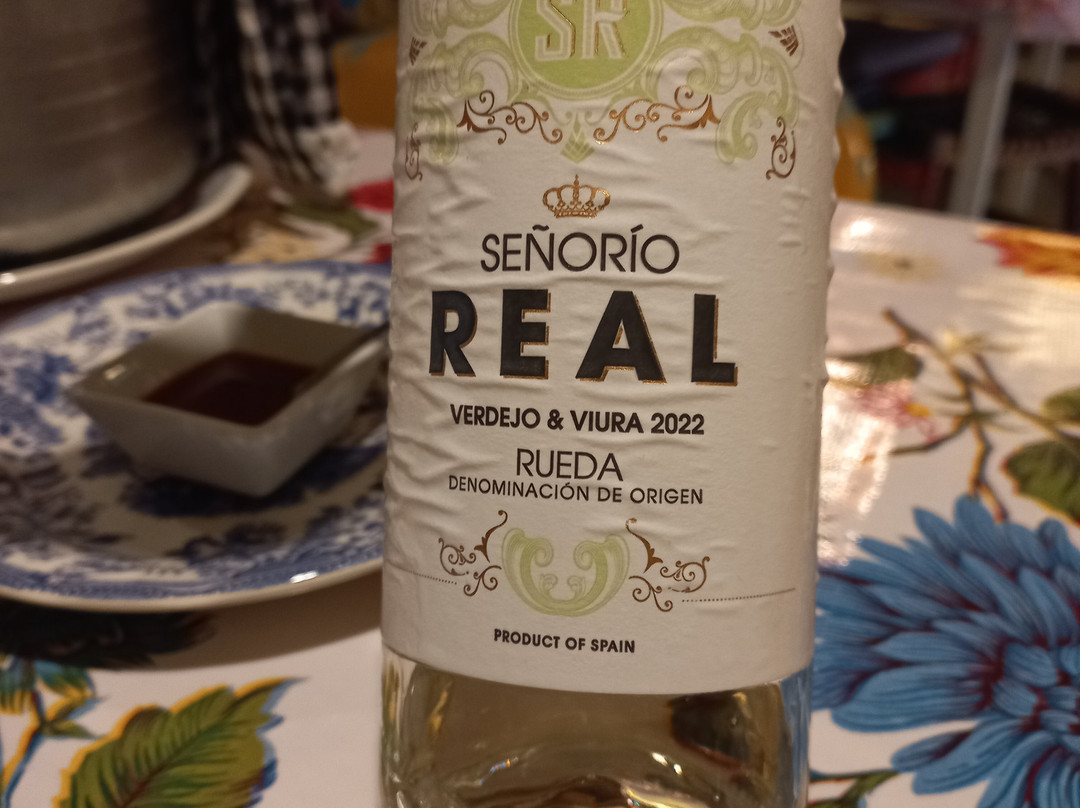 SR
SEÑORÍO
REAL
VERDEJO & VIURA 2022
RUEDA
DENOMINACIÓN DE ORIGEN
PRODUCT OF SPAIN